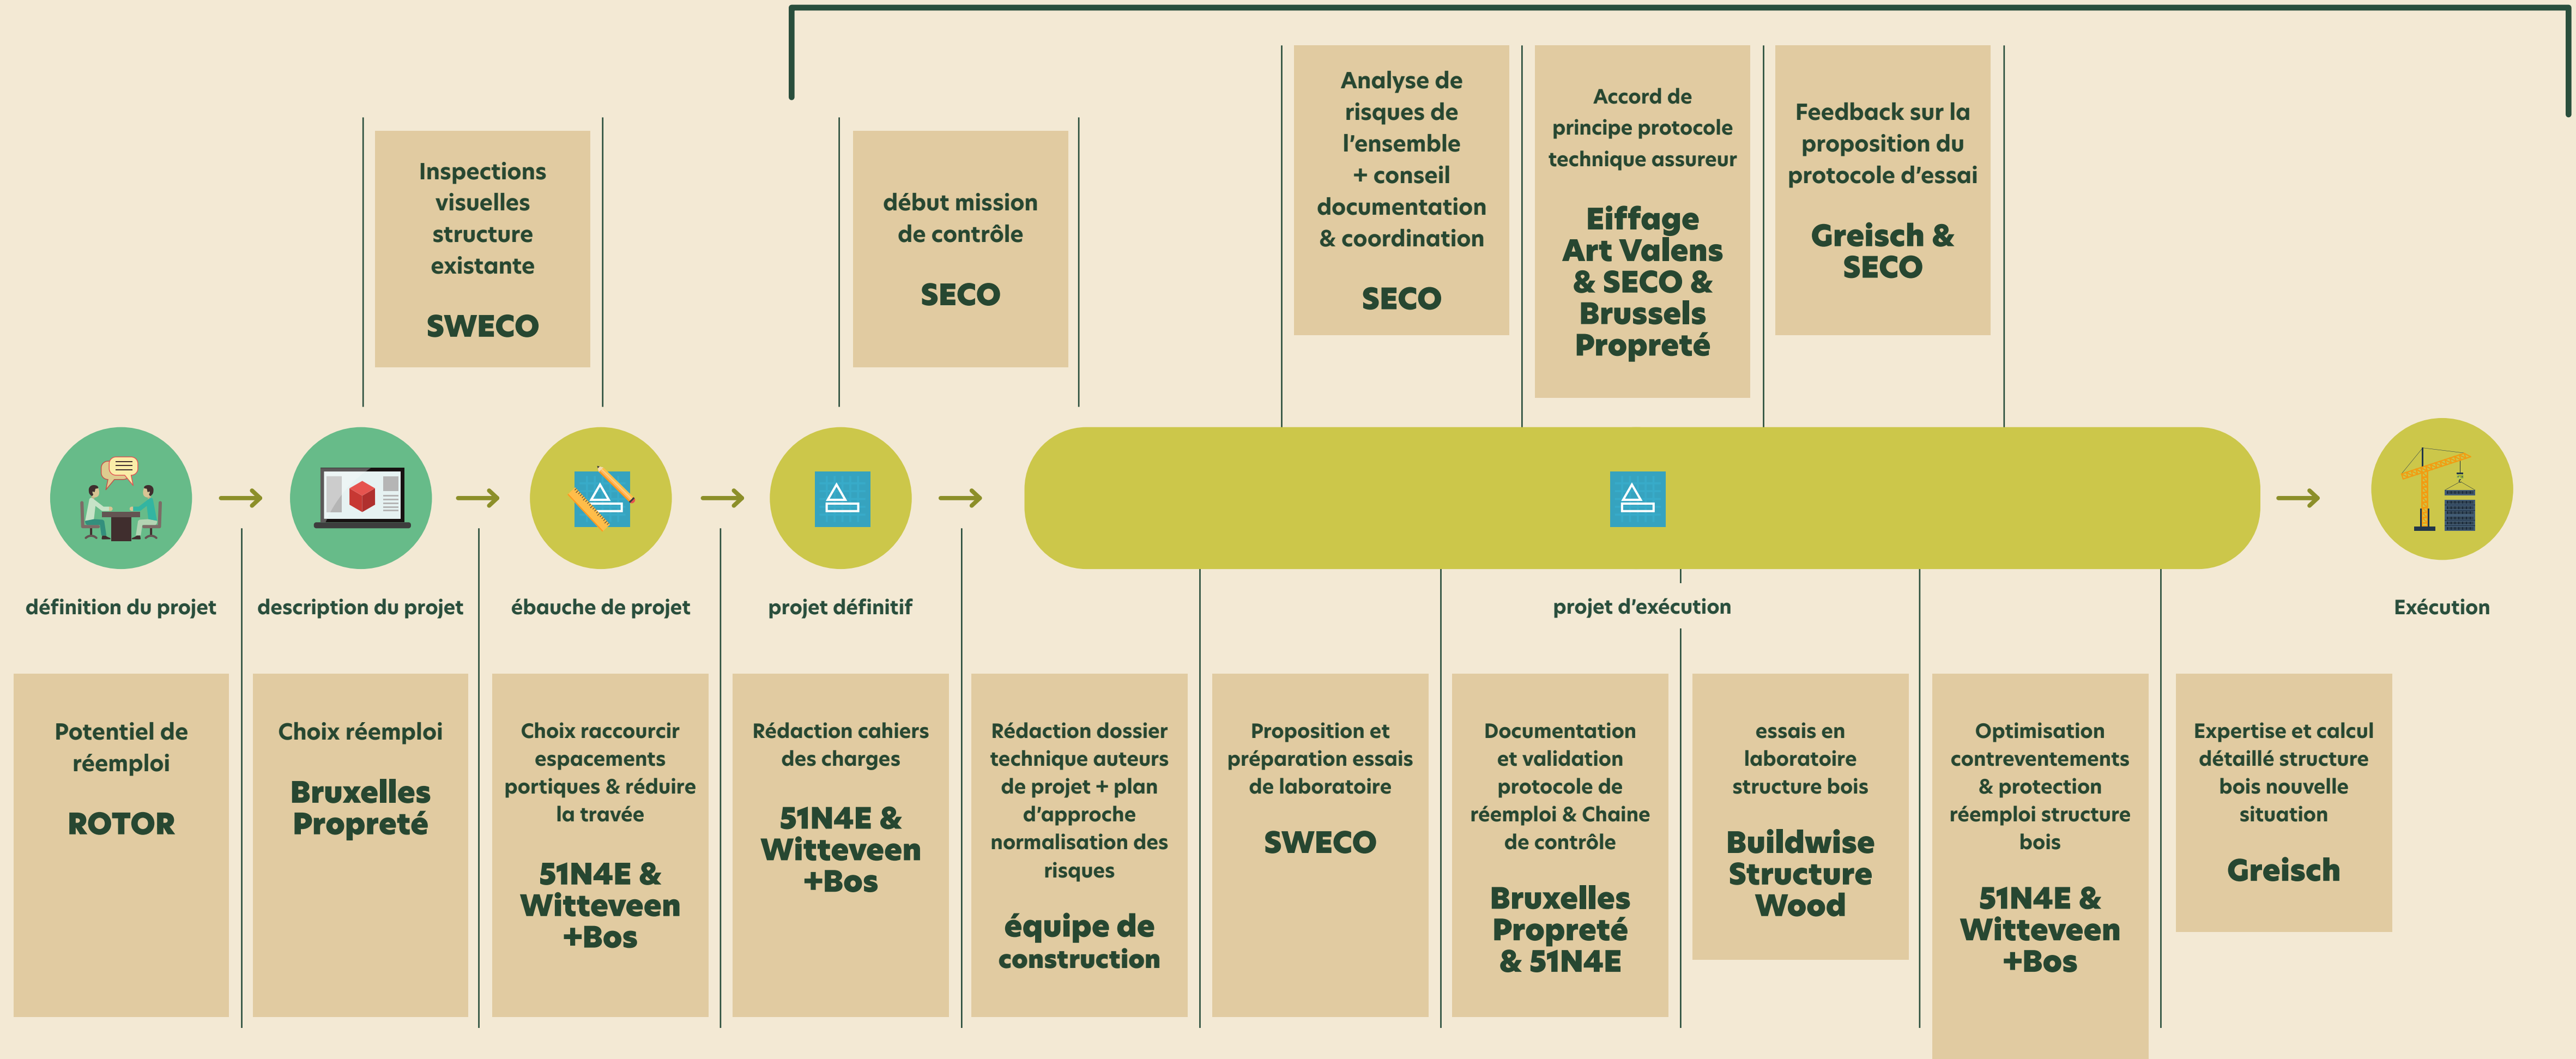 Inspections
visuelles
structure
existante
SWECO
début mission
de contrôle
SECO
Analyse de
risques de
l’ensemble
+ conseil
documentation
& coordination
SECO
Accord de
principe protocole
technique assureur
Eiffage
Art Valens
& SECO &
Brussels
Propreté
Feedback sur la
proposition du
protocole d’essai
Greisch &
SECO
définition du projet
description du projet
ébauche de projet
projet définitif
projet d’exécution
Exécution
Potentiel de
réemploi
ROTOR
Choix réemploi
Bruxelles
Propreté
Choix raccourcir
espacements
portiques & réduire
la travée
51N4E &
Witteveen
+Bos
Rédaction cahiers
des charges
51N4E &
Witteveen
+Bos
Rédaction dossier
technique auteurs
de projet + plan
d’approche
normalisation des
risques
équipe de
construction
Proposition et
préparation essais
de laboratoire
SWECO
Documentation
et validation
protocole de
réemploi & Chaine
de contrôle
Bruxelles
Propreté
& 51N4E
essais en
laboratoire
structure bois
Buildwise
Structure
Wood
Optimisation
contreventements
& protection
réemploi structure
bois
51N4E &
Witteveen
+Bos
Expertise et calcul
détaillé structure
bois nouvelle
situation
Greisch